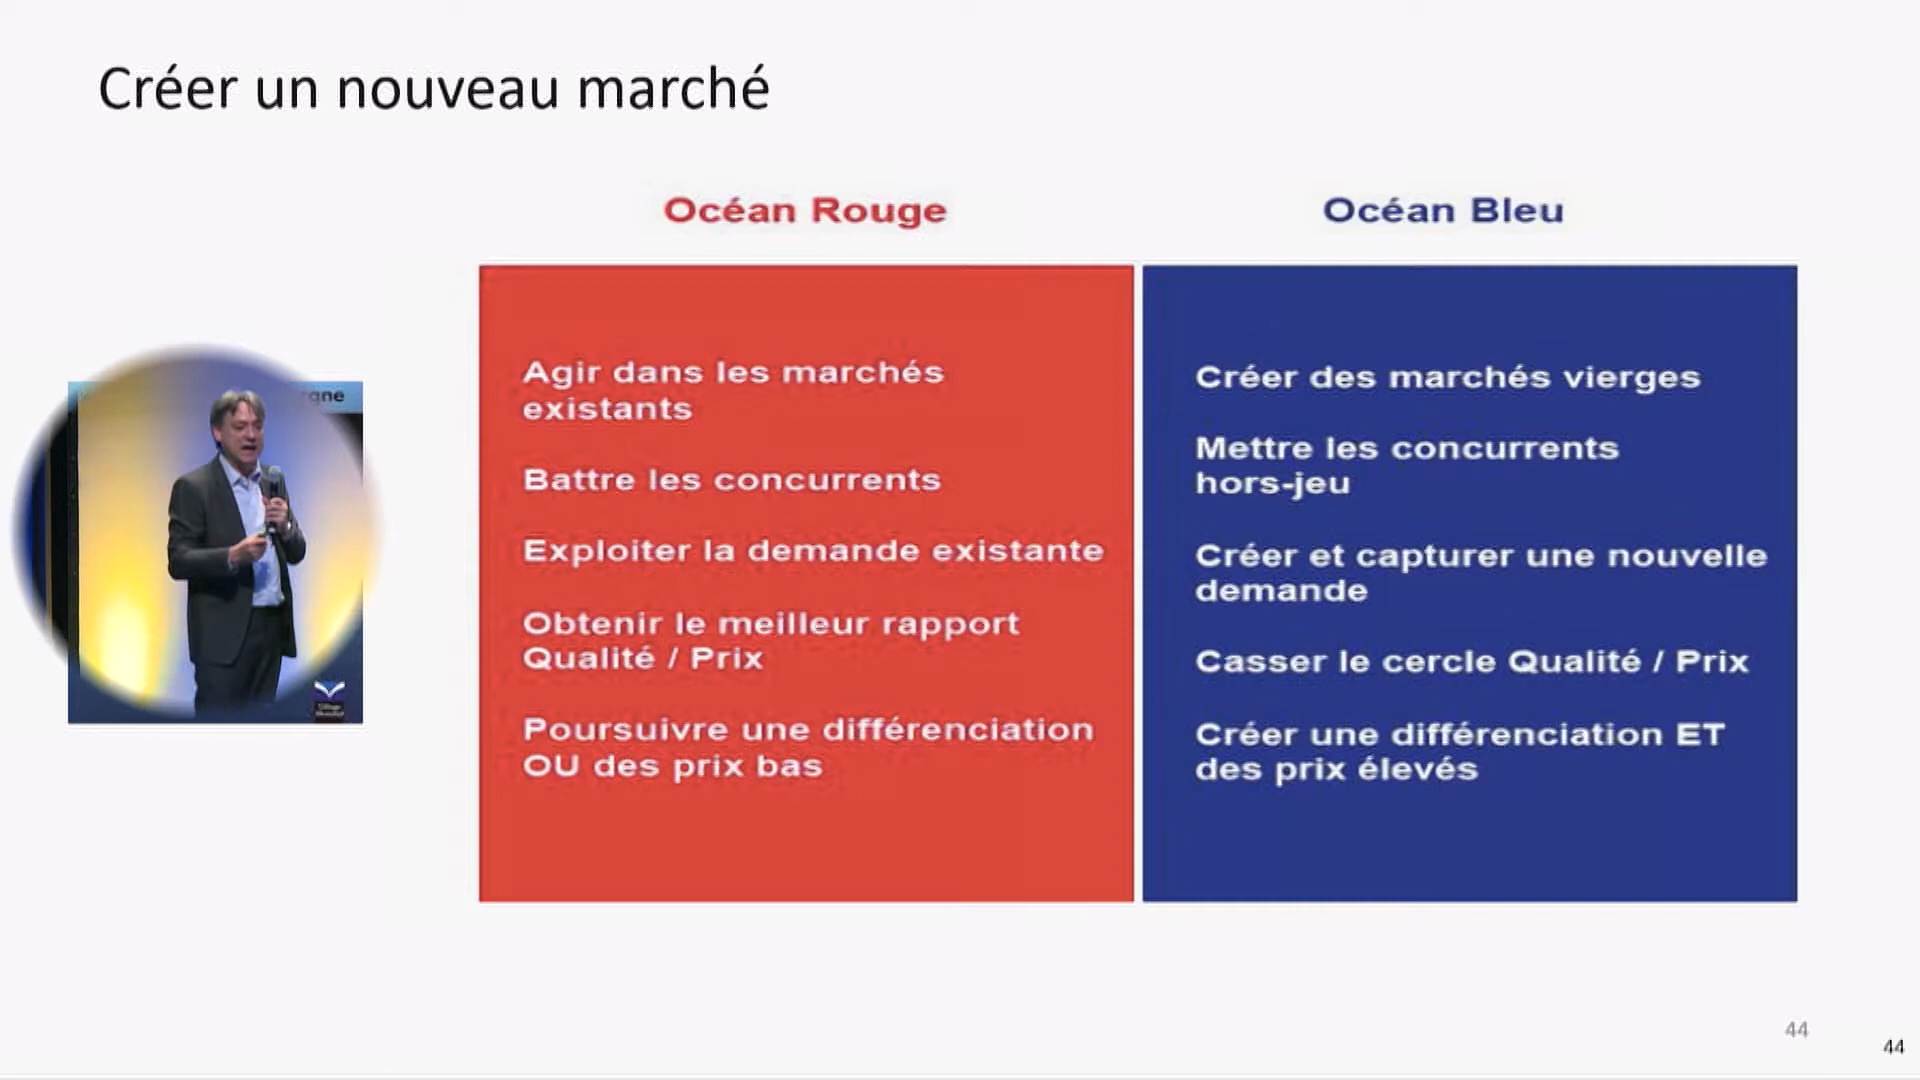 Créer un nouveau marché
Océan Rouge
Océan Bleu
Agir dans les marchés
existants
Battre les concurrents
Exploiter la demande existante
Obtenir le meilleur rapport
Qualité / Prix
Poursuivre une différenciation
OU des prix bas
Créer des marchés vierges
Mettre les concurrents
hors-jeu
Créer et capturer une nouvelle
demande
Casser le cercle Qualité / Prix
Créer une différenciation ET
des prix élevés
Village
Mondial
44
44